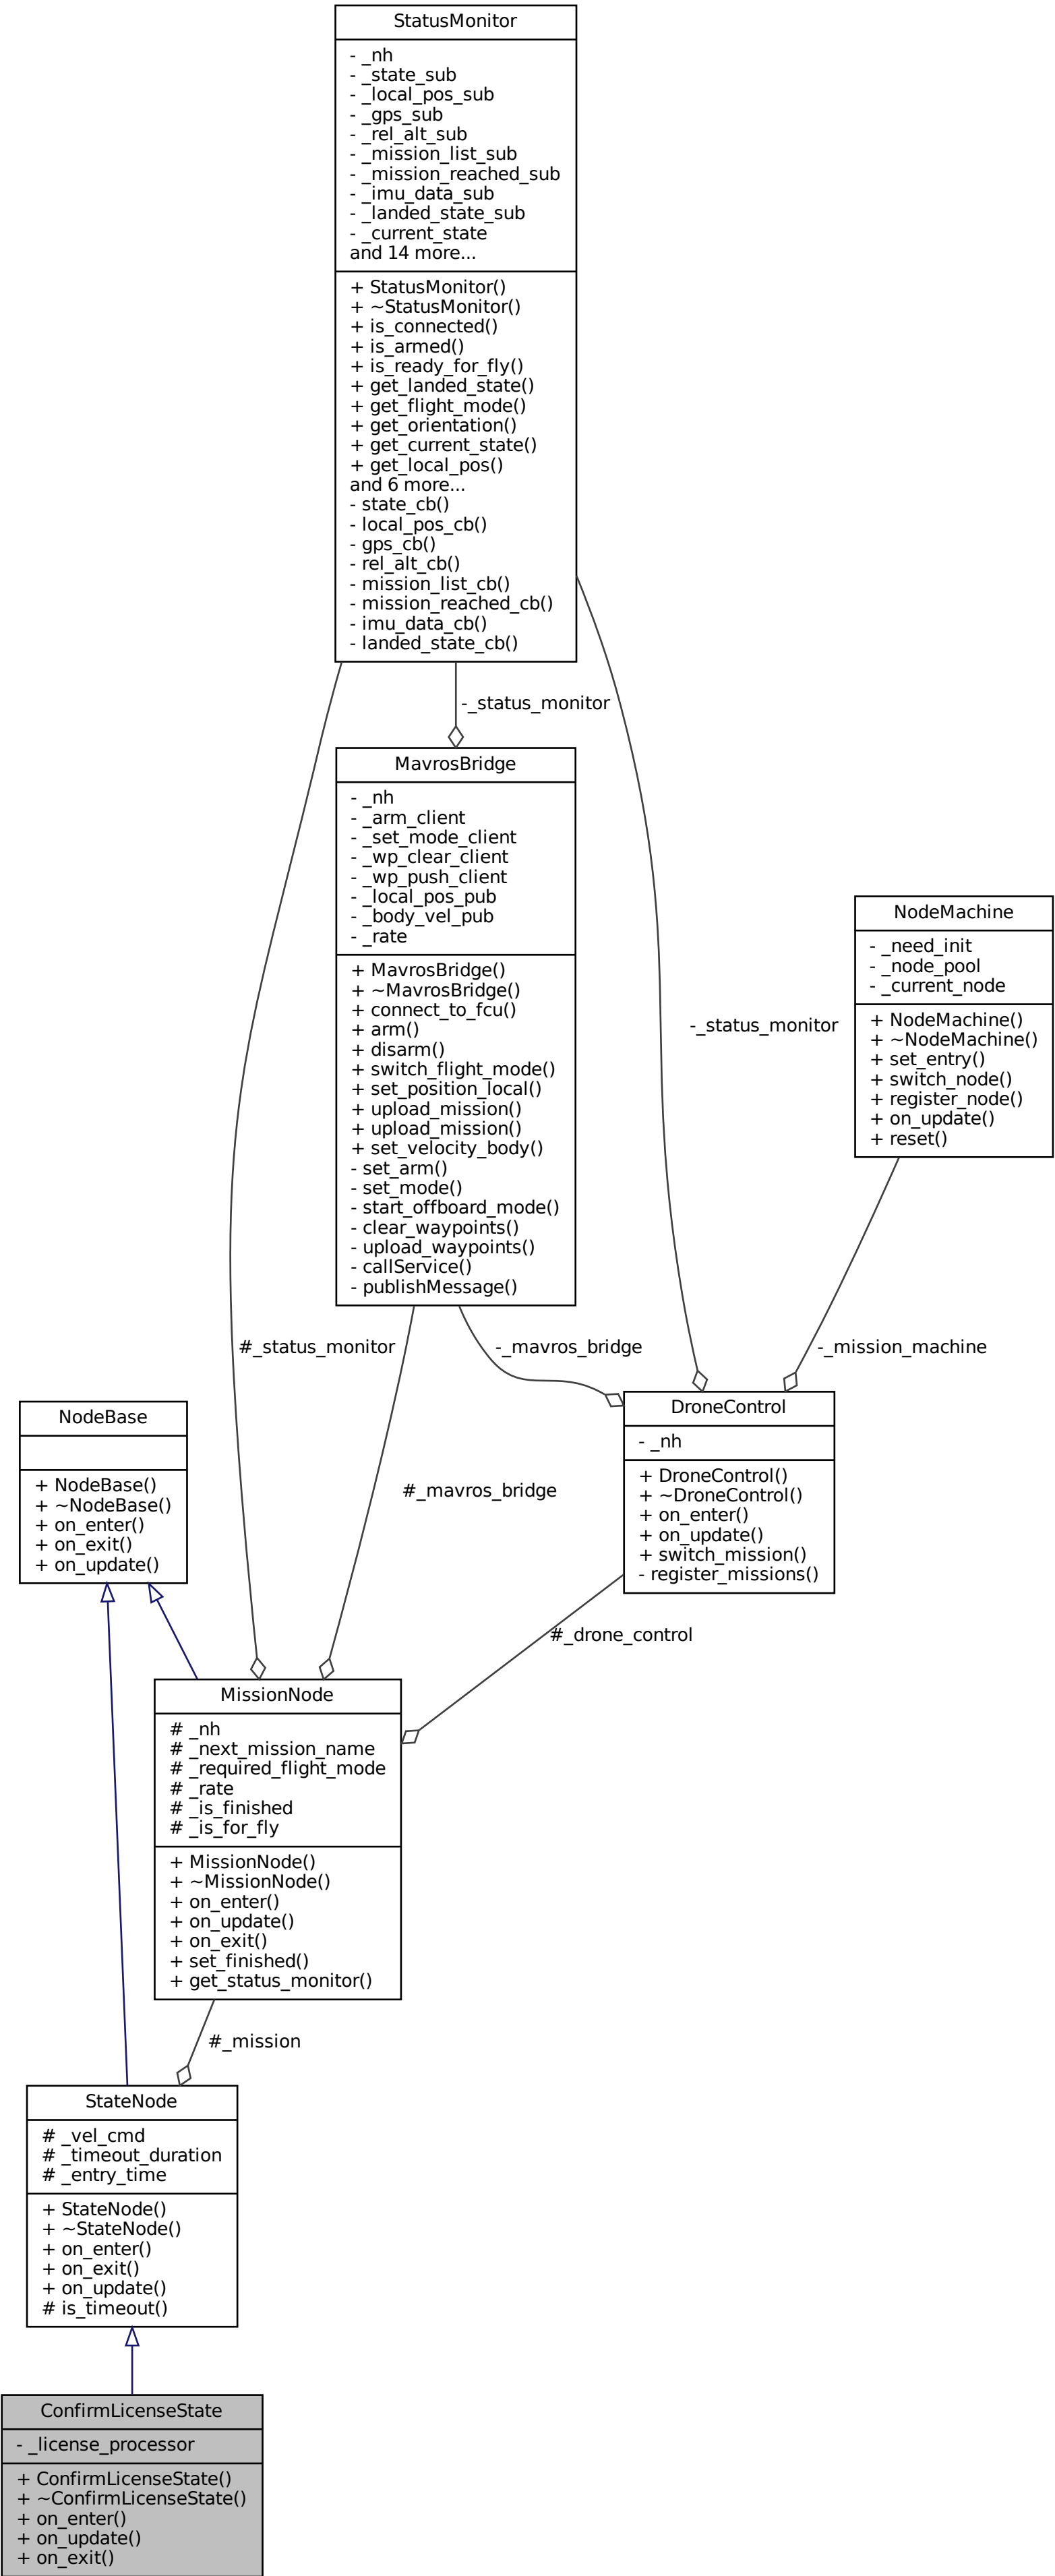 StatusMonitor
- _nh
- _state_sub
- _local_pos_sub
- _gps_sub
- _rel_alt_sub
- _mission_list_sub
- _mission_reached_sub
- _imu_data_sub
- _landed_state_sub
- _current_state
and 14 more...
+ StatusMonitor()
+ ~StatusMonitor()
+ is_connected()
+ is_armed()
+ is_ready_for_fly()
+ get_landed_state()
+ get_flight_mode()
+ get_orientation()
+ get_current_state()
+ get_local_pos()
and 6 more...
- state_cb()
- local_pos_cb()
- gps_cb()
- rel_alt_cb()
- mission_list_cb()
- mission_reached_cb()
- imu_data_cb()
- landed_state_cb()
-_status_monitor
MavrosBridge
- _nh
- _arm_client
- _set_mode_client
- _wp_clear_client
- _wp_push_client
- _local_pos_pub
- _body_vel_pub
- _rate
+ MavrosBridge()
+ ~MavrosBridge()
+ connect_to_fcu()
+ arm()
+ disarm()
+ switch_flight_mode()
+ set_position_local()
+ upload_mission()
+ upload_mission()
+ set_velocity_body()
- set_arm()
- set_mode()
- start_offboard_mode()
- clear_waypoints()
- upload_waypoints()
- callService()
- publishMessage()
-_status_monitor
NodeMachine
- _need_init
- _node_pool
- _current_node
+ NodeMachine()
+ ~NodeMachine()
+ set_entry()
+ switch_node()
+ register_node()
+ on_update()
+ reset()
#_status_monitor
-_mavros_bridge
-_mission_machine
DroneControl
- _nh
+ DroneControl()
+ ~DroneControl()
+ on_enter()
+ on_update()
+ switch_mission()
- register_missions()
NodeBase
+ NodeBase()
+ ~NodeBase()
+ on_enter()
+ on_exit()
+ on_update()
#_mavros_bridge
#_drone_control
MissionNode
# _nh
# _next_mission_name
# _required_flight_mode
# _rate
# _is_finished
# _is_for_fly
+ MissionNode()
+ ~MissionNode()
+ on_enter()
+ on_update()
+ on_exit()
+ set_finished()
+ get_status_monitor()
#_mission
StateNode
# _vel_cmd
# _timeout_duration
# _entry_time
+ StateNode()
+ ~StateNode()
+ on_enter()
+ on_exit()
+ on_update()
# is_timeout()
ConfirmLicenseState
- _license_processor
+ ConfirmLicenseState()
+ ~ConfirmLicenseState()
+ on_enter()
+ on_update()
+ on_exit()